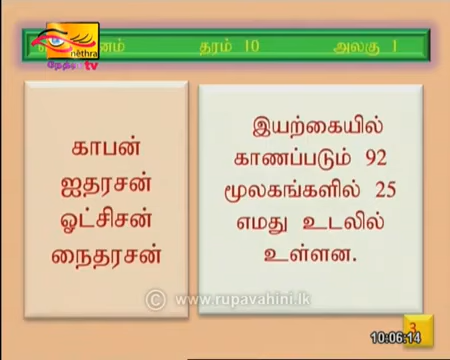 nethra
நேத்ரா tv
தரம் 10
அலகு 1
காபன்
ஐதரசன்
ஒட்சிசன்
நைதரசன்
இயற்கையில்
காணப்படும் 92
மூலகங்களில் 25
எமது உடலில்
உள்ளன.
© www.rupavahini.lk
3
10:06:14